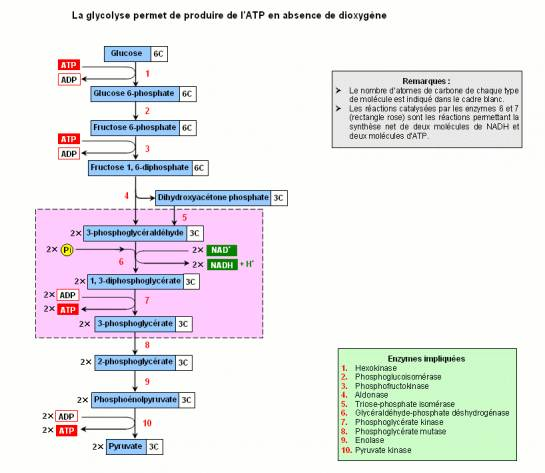 La glycolyse permet de produire de l'ATP en absence de dioxygène
Glucose 6C
ATP
ADP
1
Glucose 6-phosphate 6C
2
Fructose 6-phosphate 6C
ATP
ADP
3
Fructose 1, 6-diphosphate 6C
4
Dihydroxyacétone phosphate 3C
5
2× 3-phosphoglycéraldéhyde 3C
2× Pi
2× NAD+
6
2× NADH + H+
2× 1, 3-diphosphoglycérate 3C
2× ADP
7
2× ATP
2× 3-phosphoglycérate 3C
8
2× 2-phosphoglycérate 3C
9
2× Phosphoénolpyruvate 3C
2× ADP
10
2× ATP
2× Pyruvate 3C
Remarques :
➢ Le nombre d'atomes de carbone de chaque type
de molécule est indiqué dans le cadre blanc.
➢ Les réactions catalysées par les enzymes 6 et 7
(rectangle rose) sont les réactions permettant la
synthèse net de deux molécules de NADH et
deux molécules d'ATP.
Enzymes impliquées
1. Hexokinase
2. Phosphoglucoisomérase
3. Phosphofructokinase
4. Aldonase
5. Triose-phosphate isomérase
6. Glycéraldéhyde-phosphate déshydrogénase
7. Phosphoglycérate kinase
8. Phosphoglycérate mutase
9. Enolase
10. Pyruvate kinase